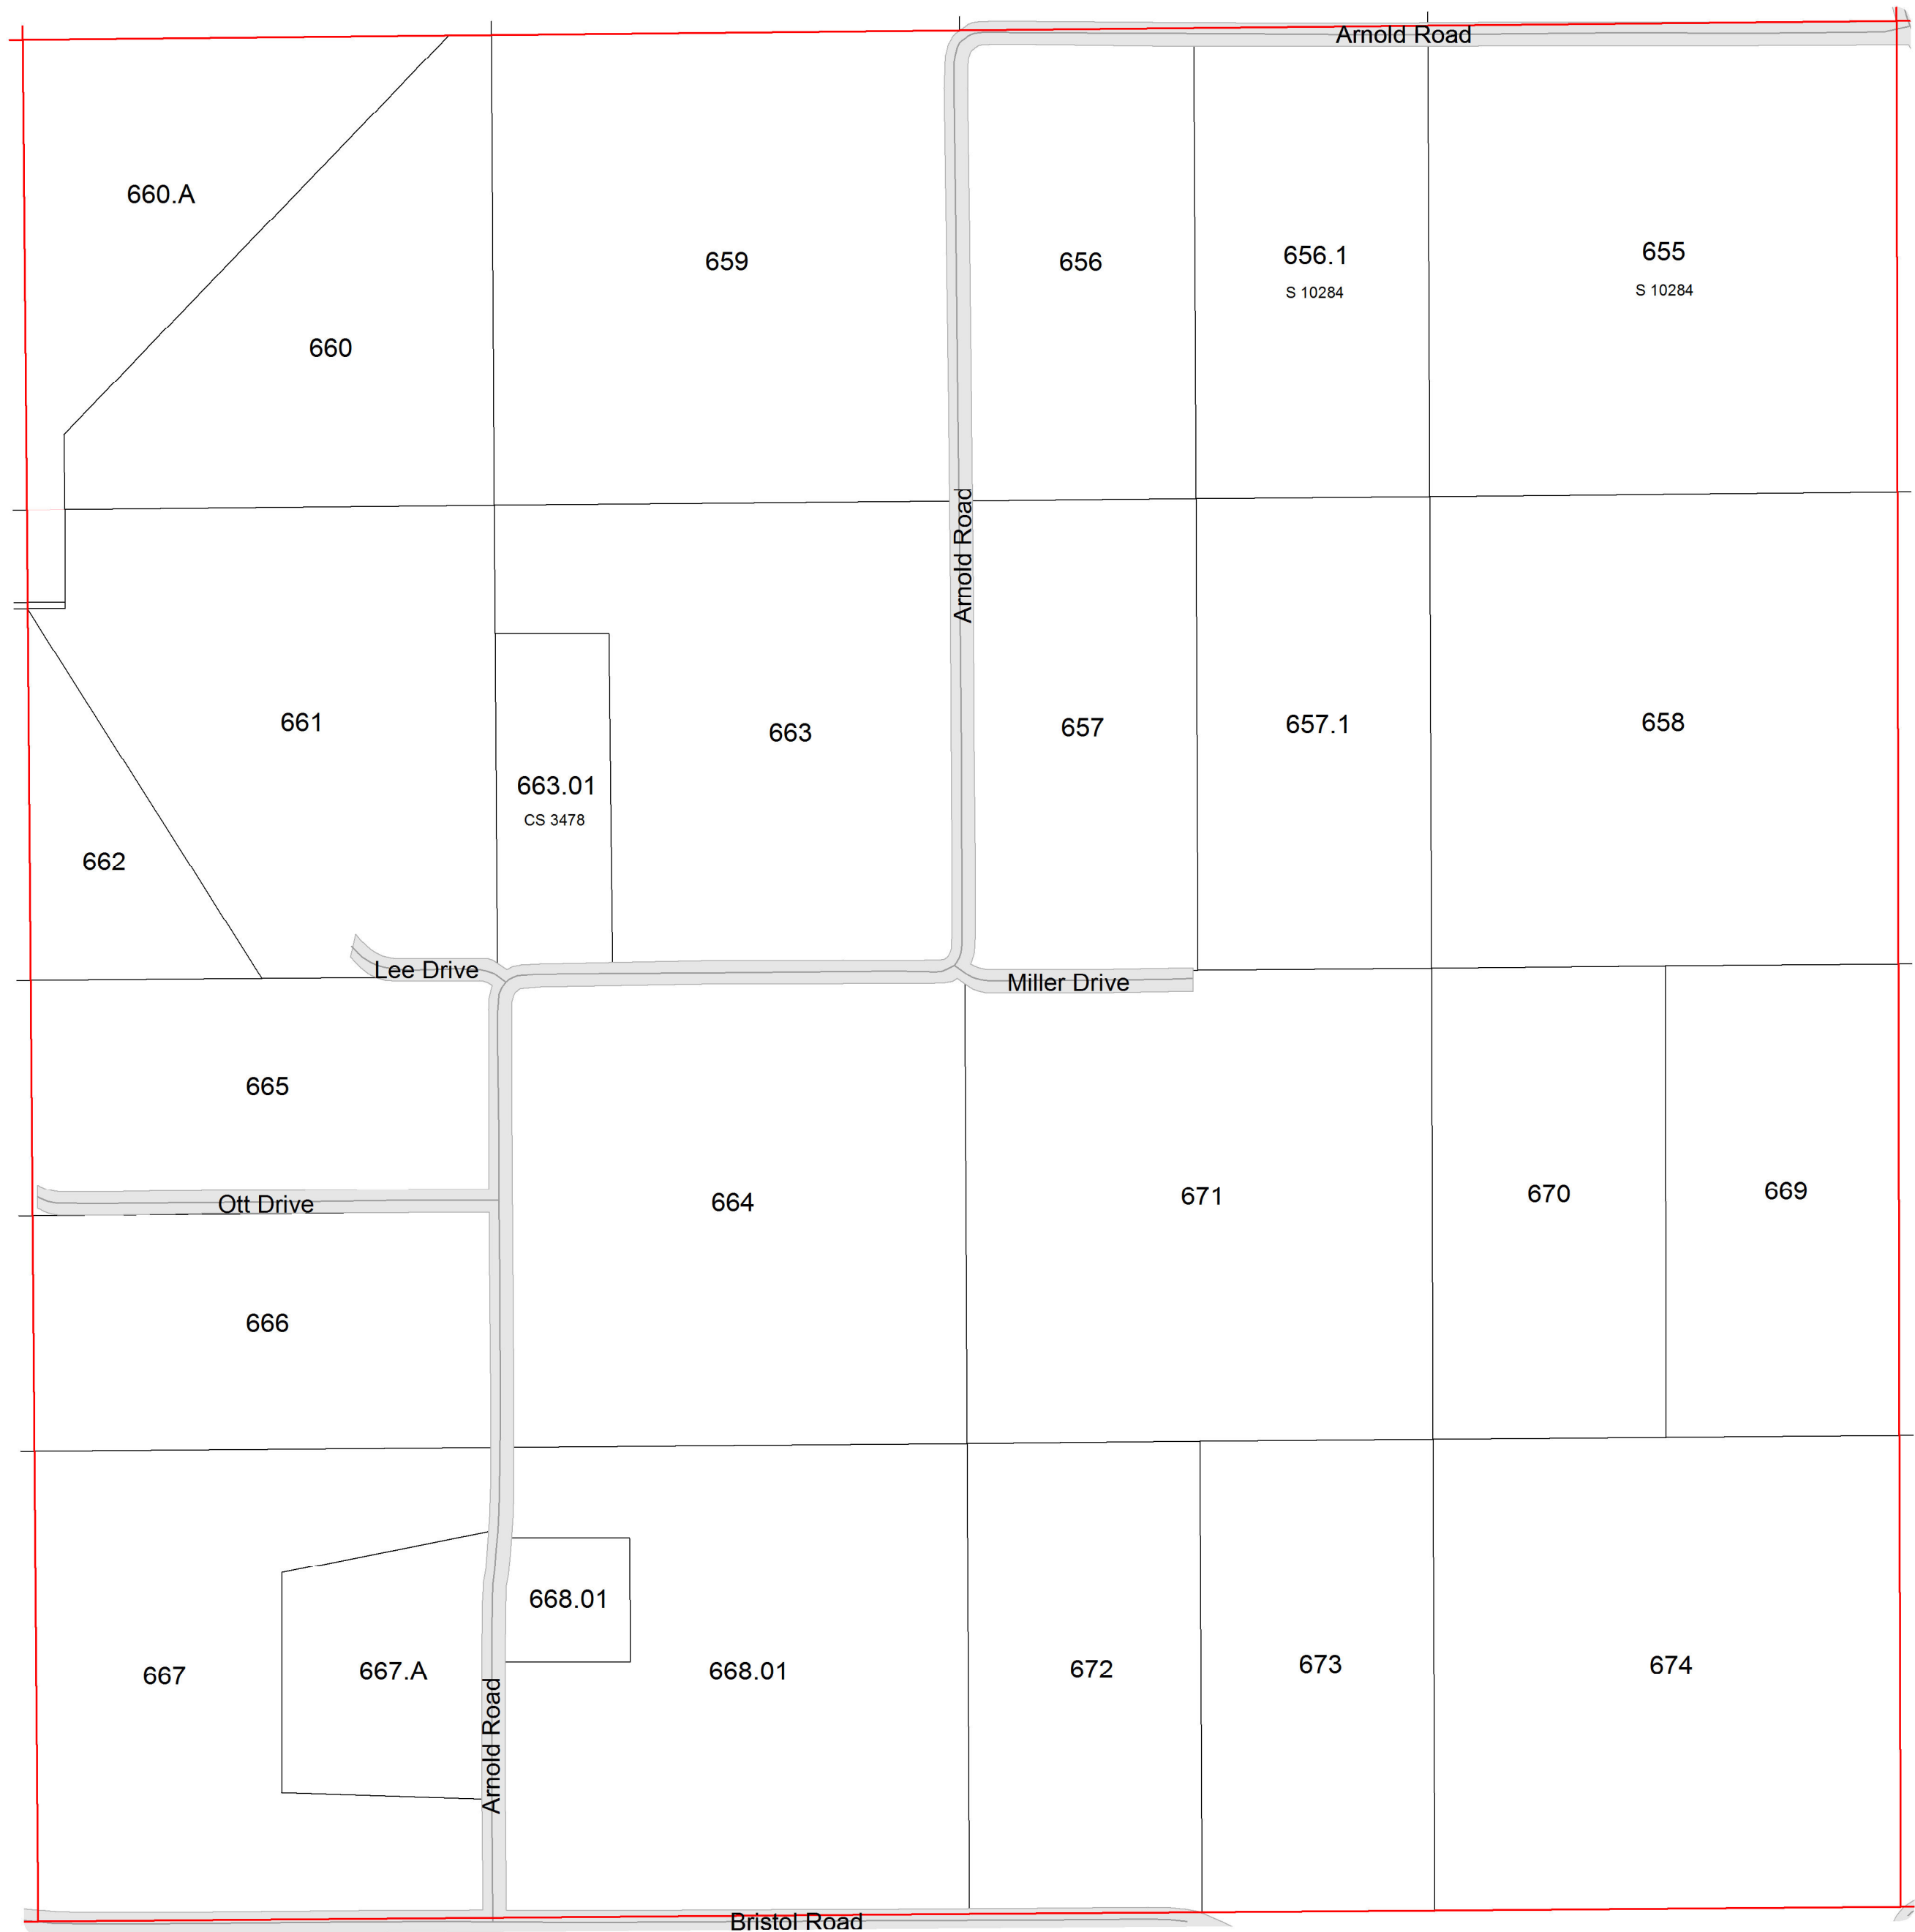 Arnold Road
660.A
659
656
656.1
S 10284
655
S 10284
660
Arnold Road
661
663
657
657.1
658
663.01
CS 3478
662
Lee Drive
Miller Drive
665
Ott Drive
664
671
670
669
666
668.01
667
667.A
668.01
672
673
674
Arnold Road
Bristol Road